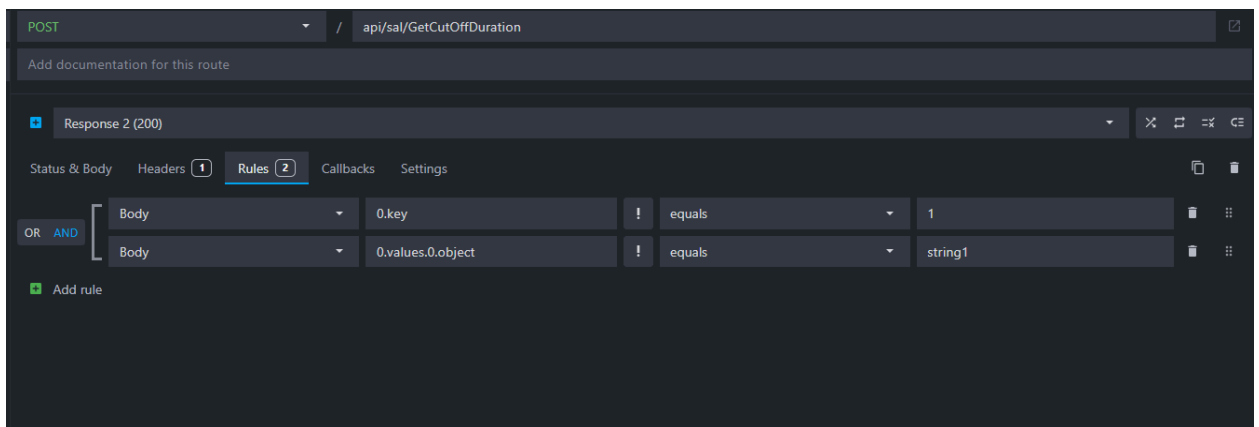 POST / api/sal/GetCutOffDuration
Add documentation for this route
Response 2 (200)
Status & Body Headers 1 Rules 2 Callbacks Settings
Body 0.key ! equals 1
OR AND
Body 0.values.0.object ! equals string1
Add rule